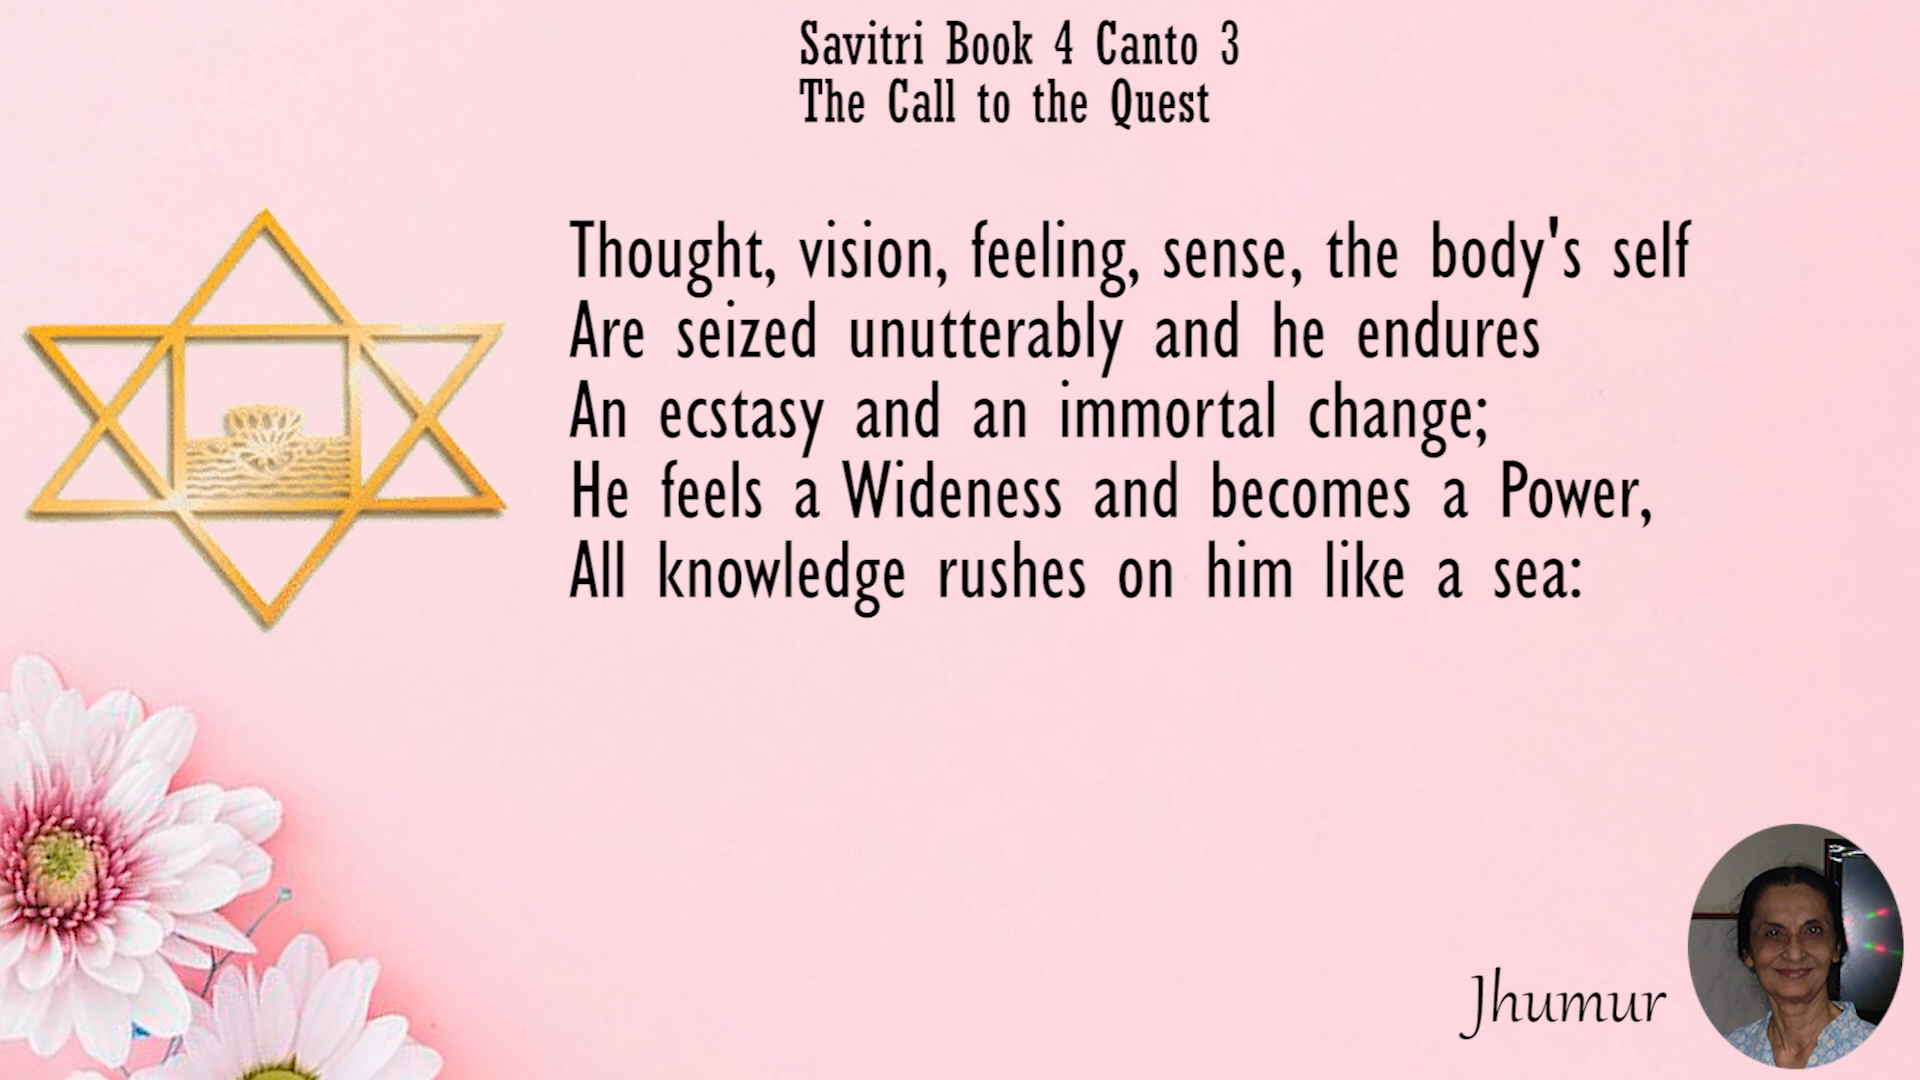 Savitri Book 4 Canto 3
The Call to the Quest
Thought, vision, feeling, sense, the body's self
Are seized unutterably and he endures
An ecstasy and an immortal change;
He feels a Wideness and becomes a Power,
All knowledge rushes on him like a sea:
Jhumur